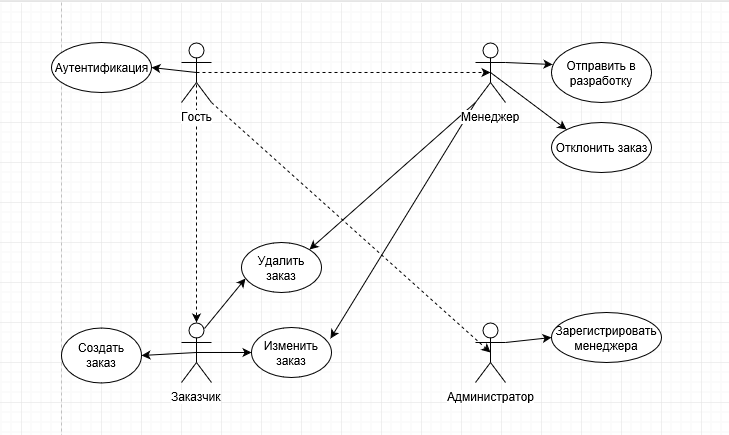 Аутентификация
Гость
Менеджер
Отправить в
разработку
Отклонить заказ
Удалить
заказ
Создать
заказ
Изменить
заказ
Заказчик
Зарегистрировать
менеджера
Администратор